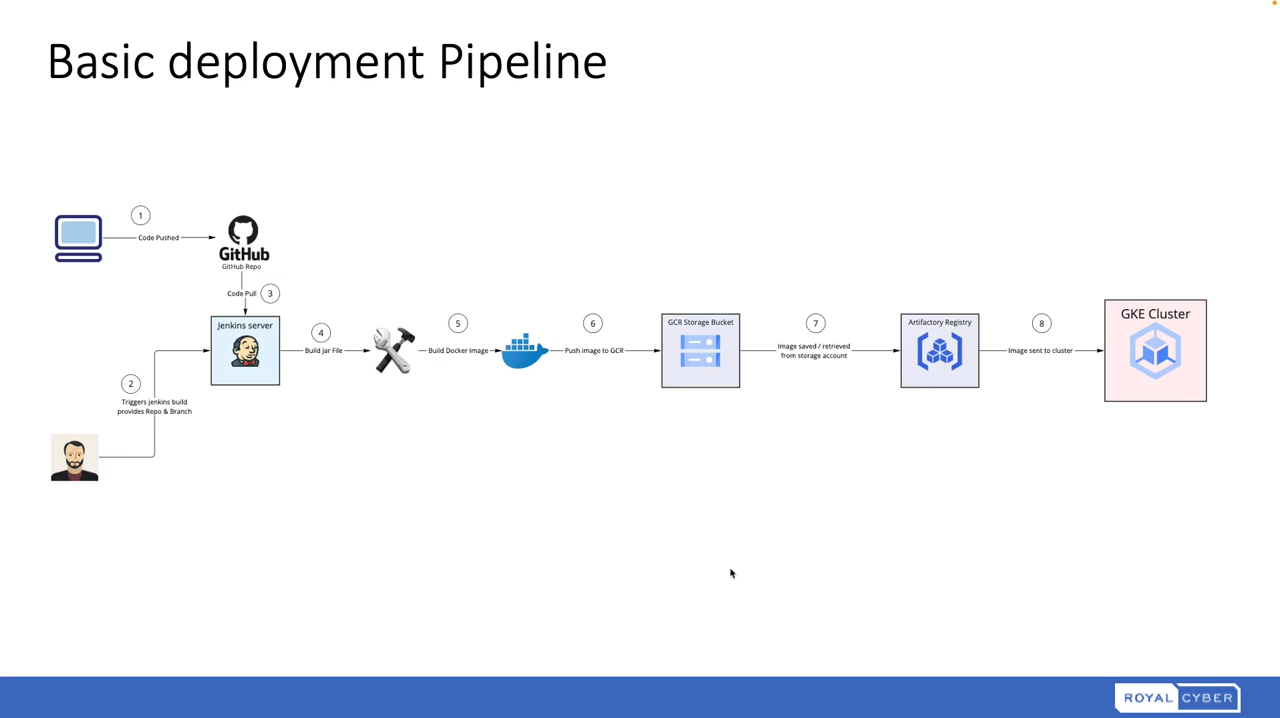 Basic deployment Pipeline
1
Code Pushed
GitHub
GitHub Repo
Code Pull
3
Jenkins server
2
Triggers jenkins build
provides Repo & Branch
4
Build Jar File
5
Build Docker Image
6
Push image to GCR
GCR Storage Bucket
7
Image saved / retrieved
from storage account
Artifactory Registry
8
Image sent to cluster
GKE Cluster
ROYAL CYBER